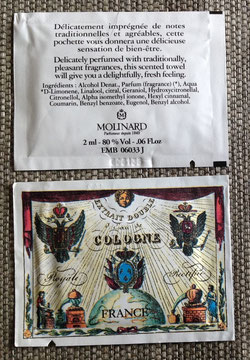 Délicatement imprégnée de notes
traditionnelles et agréables, cette
pochette vous donnera une délicieuse
sensation de bien-être.
Delicately perfumed with traditionally,
pleasant fragrances, this scented towel
will give you a delightfully, fresh feeling.
Ingrédients : Alcohol Denat., Parfum (fragrance) (*), Aqua
*D-Limonene, Linalool, citral, Geraniol, Hydroxycitronellal,
Citronellol, Alpha isomethyl ionone, Hexyl cinnamal,
Coumarin, Benzyl benzoate, Eugenol, Benzyl alcohol.
MOLINARD
Parfumeur depuis 1849
2 ml - 80 % Vol - .06 Fl.oz
EMB 06033 J
EXTRAIT DOUBLE
COLOGNE
Royale
FRANCE